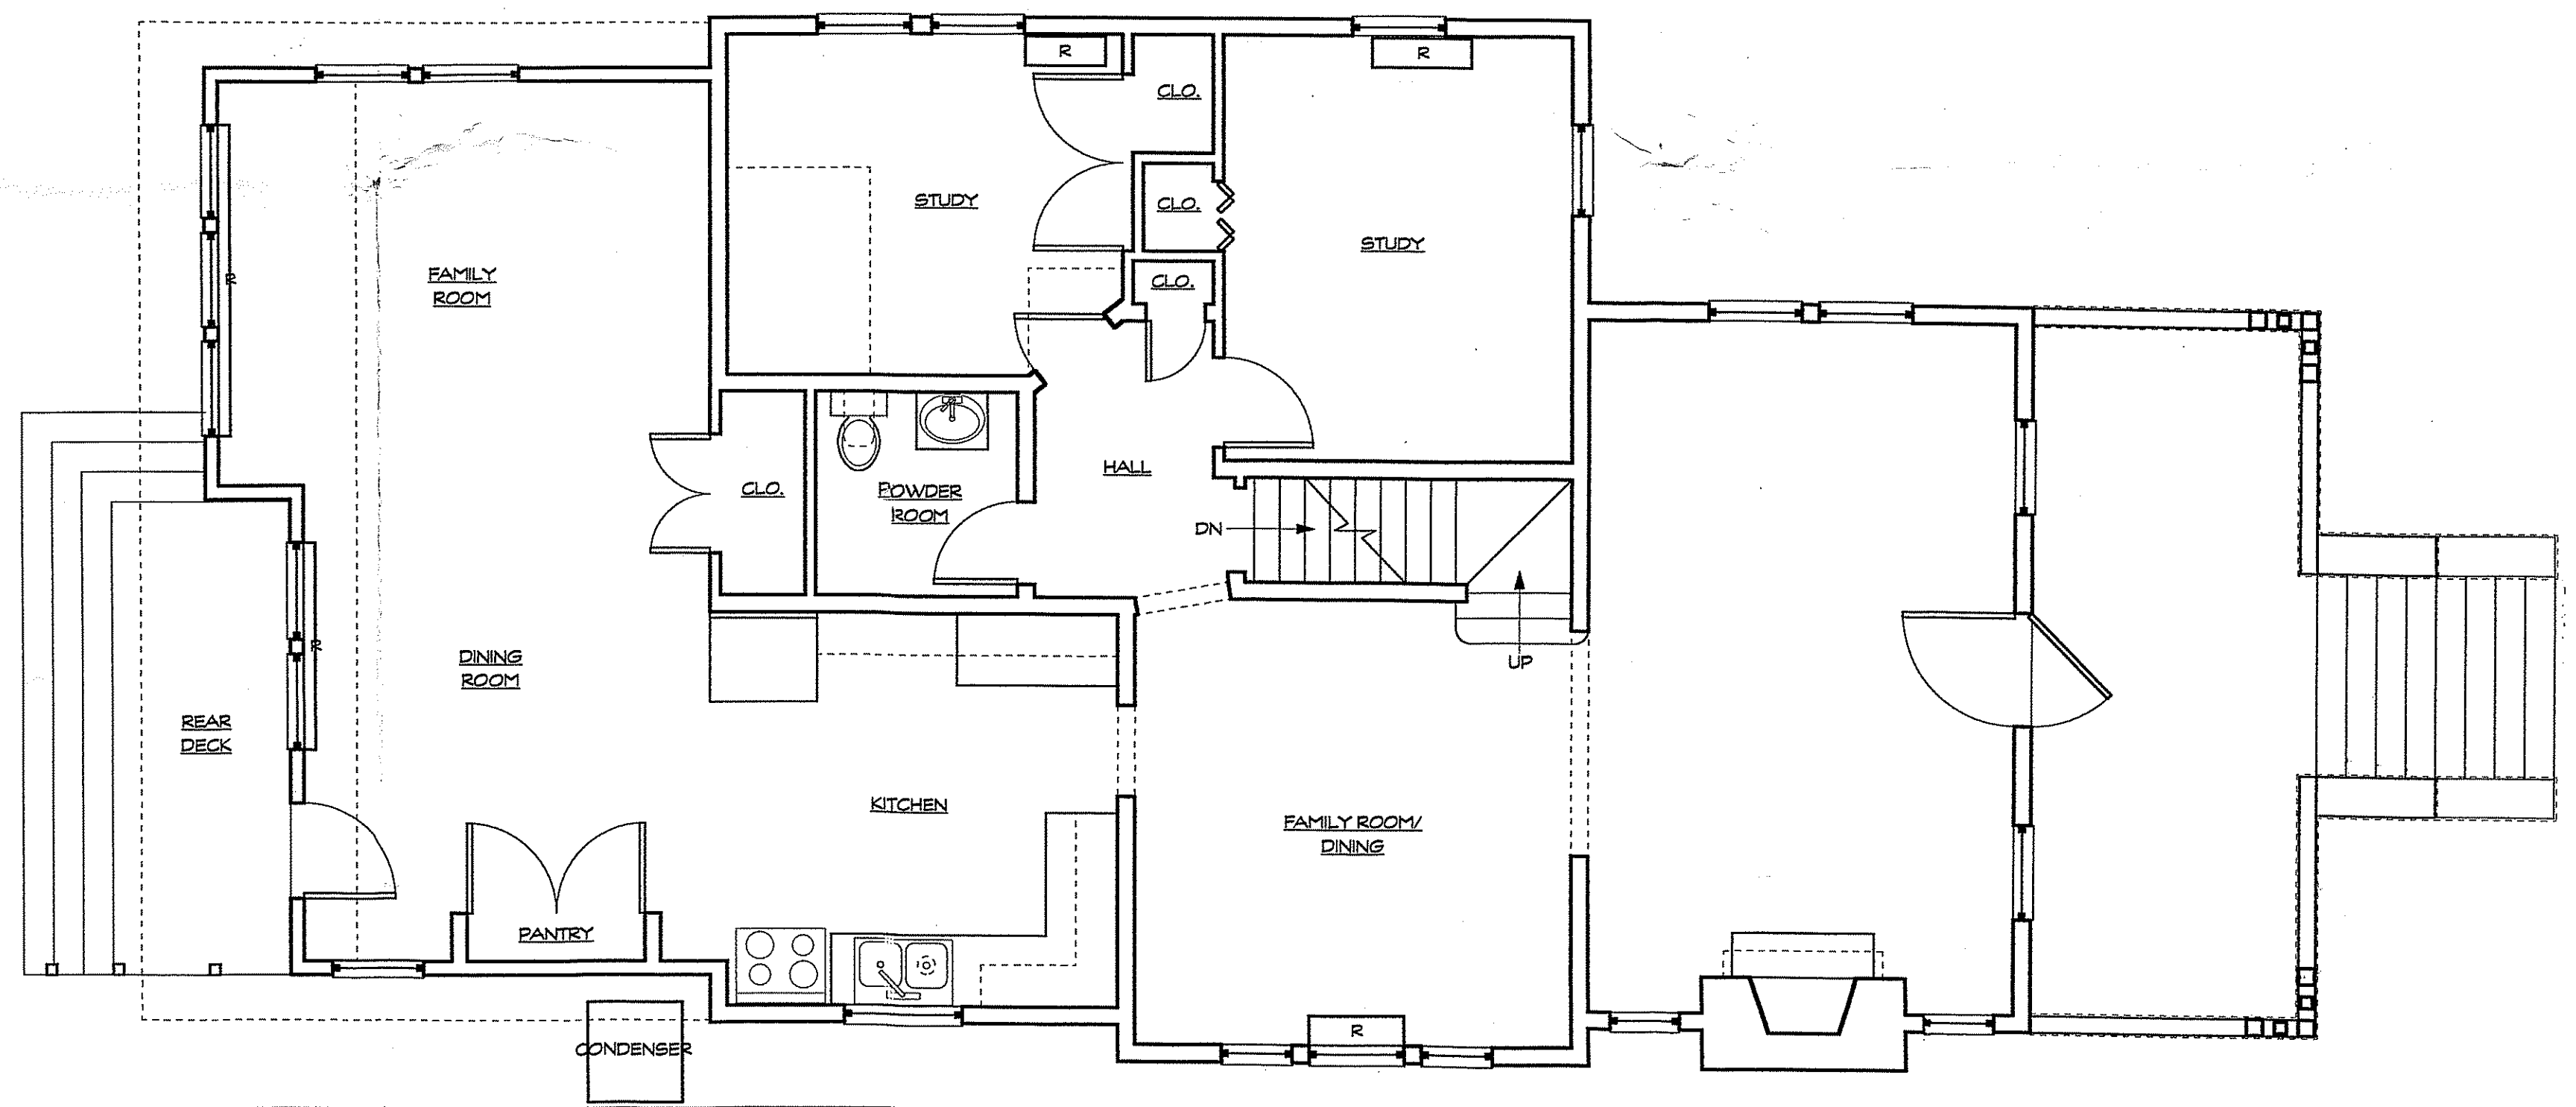 R
R
CLO.
STUDY
CLO.
STUDY
FAMILY
ROOM
R
CLO.
HALL
CLO.
POWDER
ROOM
DN
DINING
ROOM
R
UP
REAR
DECK
KITCHEN
FAMILY ROOM/
DINING
PANTRY
R
CONDENSER